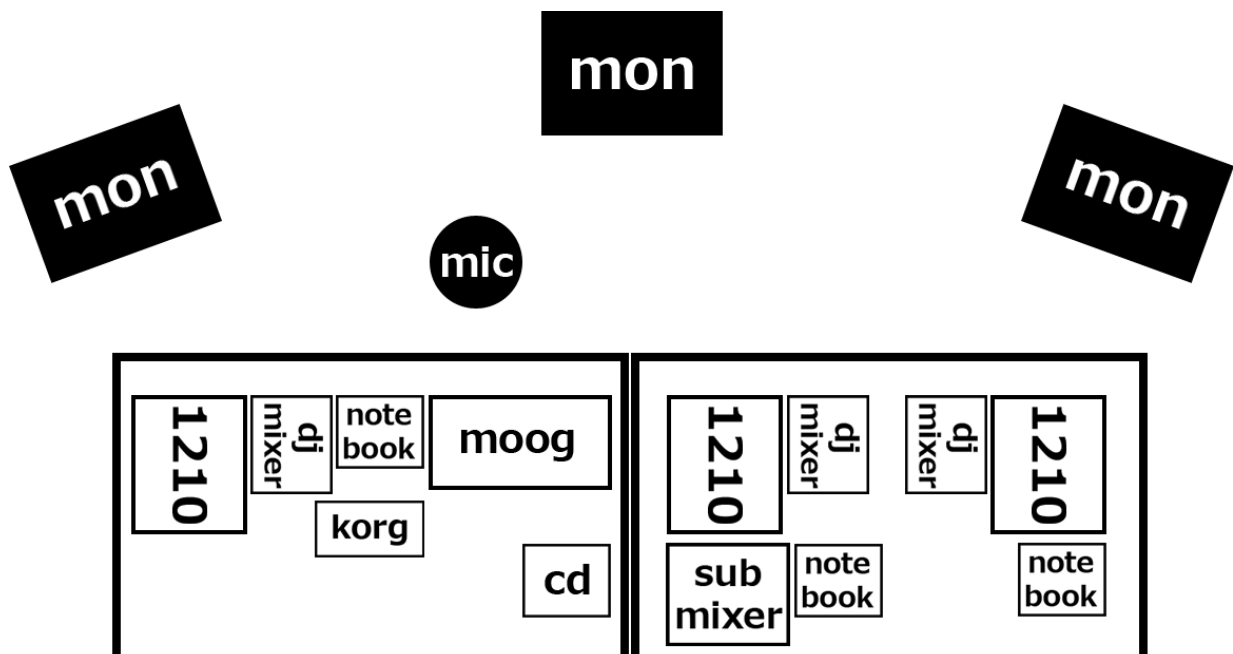 mon
mon
mon
mic
1210
dj
mixer
note
book
moog
korg
cd
1210
dj
mixer
dj
mixer
1210
sub
mixer
note
book
note
book